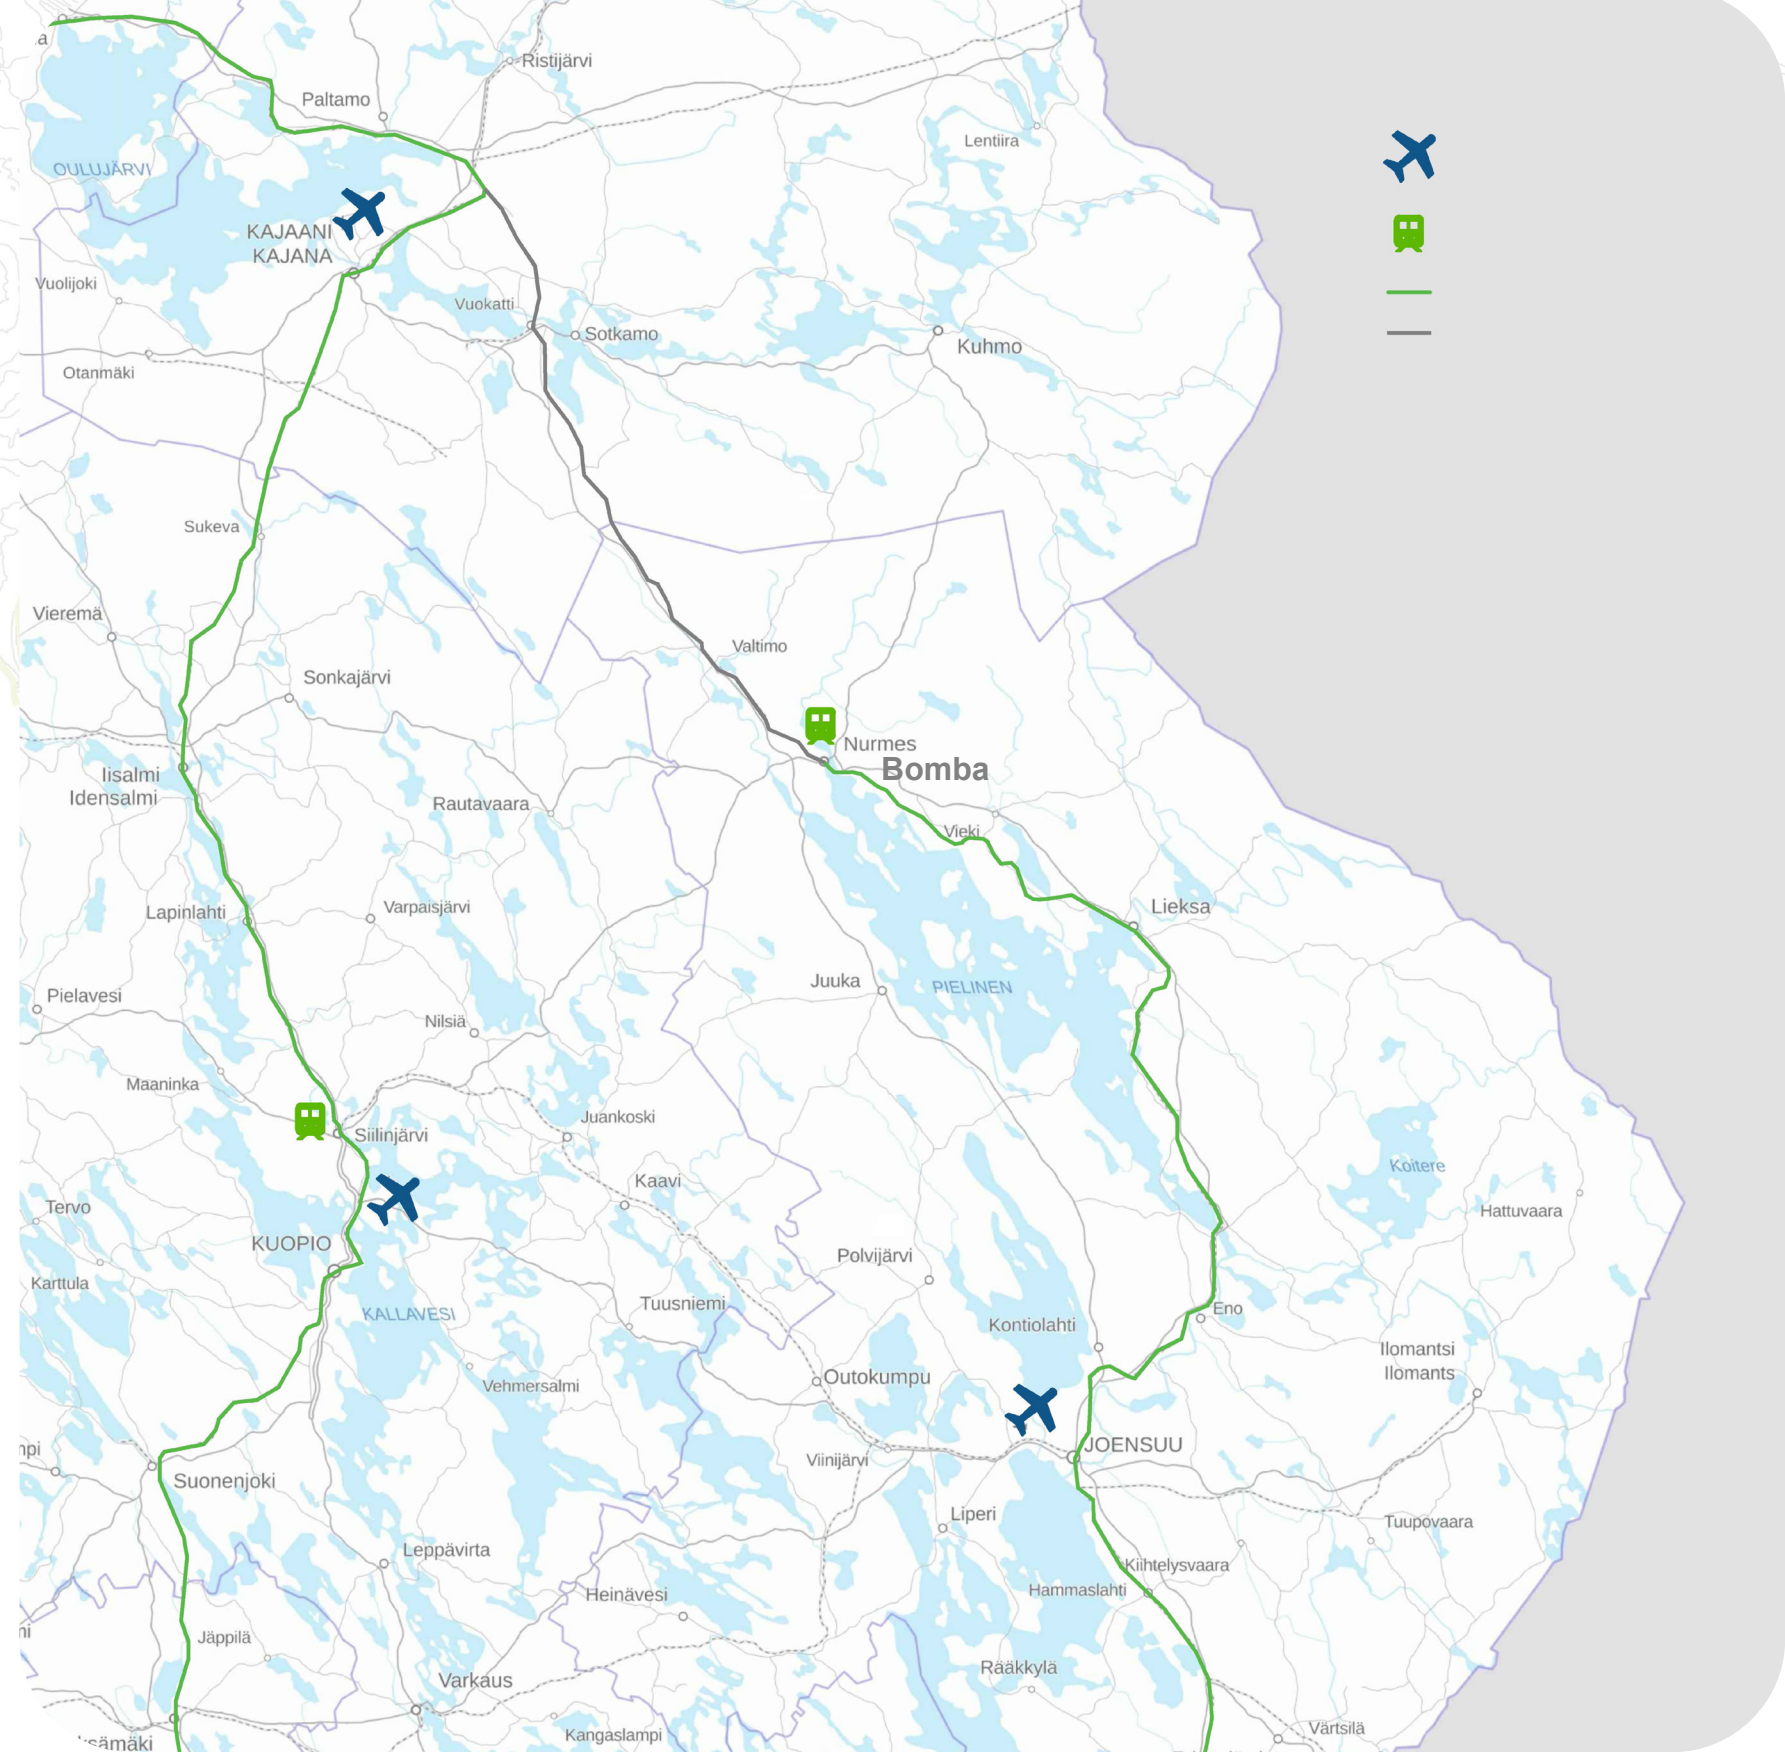 Ristijärvi
Paltamo
Lentiira
OULUJÄRVI
KAJAANI
KAJANA
Vuolijoki
Vuokatti
Sotkamo
Kuhmo
Otanmäki
Sukeva
Vieremä
Valtimo
Sonkajärvi
Nurmes
Bomba
Iisalmi
Idensalmi
Rautavaara
Vieki
Lapinlahti
Varpaisjärvi
Lieksa
Juuka
PIELINEN
Pielavesi
Nilsiä
Maaninka
Juankoski
Siilinjärvi
Koitere
Kaavi
Tervo
Hattuvaara
KUOPIO
Polvijärvi
Karttula
KALLAVESI
Tuusniemi
Eno
Kontiolahti
Ilomantsi
Ilomants
Vehmersalmi
Outokumpu
JOENSUU
Viinijärvi
Suonenjoki
Liperi
Tuupovaara
Leppävirta
Kiihtelysvaara
Hammaslahti
Heinävesi
Jäppilä
Rääkkylä
Varkaus
Värtsilä
Kangaslampi
sämäki